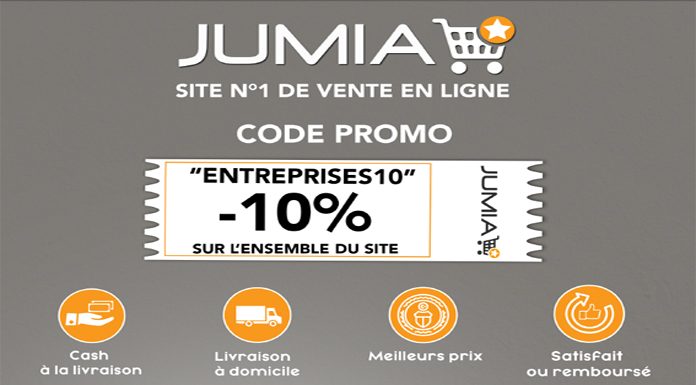 JUMIA
SITE N°1 DE VENTE EN LIGNE
CODE PROMO
"ENTREPRISES10"
-10%
SUR L'ENSEMBLE DU SITE
JUMIA
Cash
à la livraison
Livraison
à domicile
Meilleurs prix
Satisfait
ou remboursé